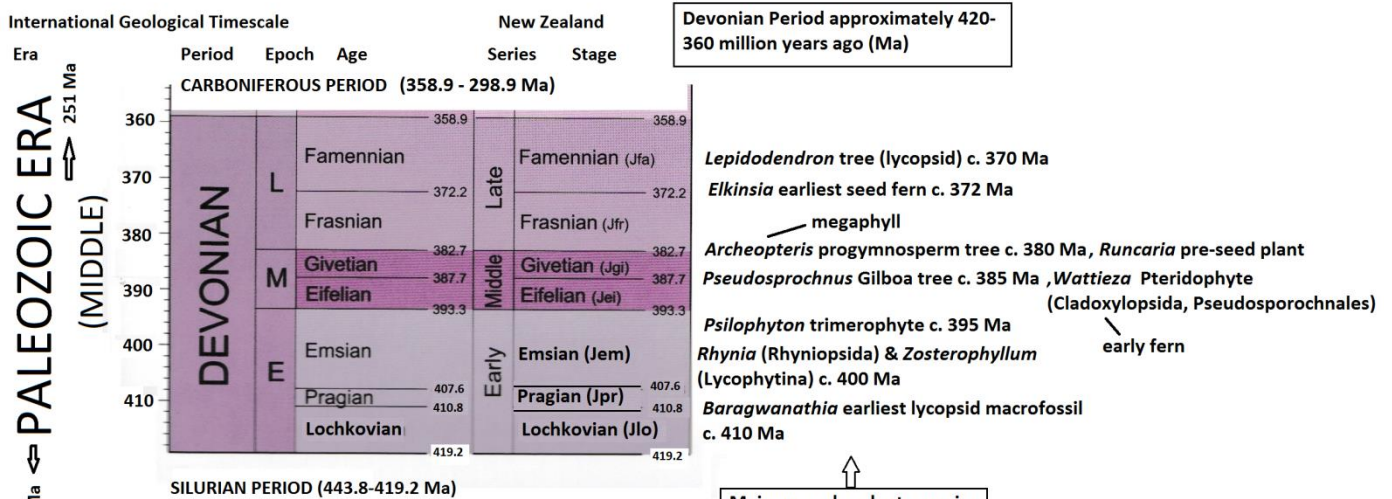 International Geological Timescale
New Zealand
Devonian Period approximately 420-
360 million years ago (Ma)
Era
Period Epoch Age
Series Stage
CARBONIFEROUS PERIOD (358.9 - 298.9 Ma)
PALEOZOIC ERA
251 Ma
(MIDDLE)
Ma
360
370
380
390
400
410
DEVONIAN
L
M
E
Famennian
Frasnian
Givetian
Eifelian
Emsian
Pragian
Lochkovian
358.9
372.2
382.7
387.7
393.3
407.6
410.8
419.2
Late
Middle
Early
Famennian (Jfa)
Frasnian (Jfr)
Givetian (Jgi)
Eifelian (Jei)
Emsian (Jem)
Pragian (Jpr)
Lochkovian (Jlo)
358.9
372.2
382.7
387.7
393.3
407.6
410.8
419.2
Lepidodendron tree (lycopsid) c. 370 Ma
Elkinsia earliest seed fern c. 372 Ma
megaphyll
Archeopteris progymnosperm tree c. 380 Ma, Runcaria pre-seed plant
Pseudosprochnus Gilboa tree c. 385 Ma ,Wattieza Pteridophyte
(Cladoxylopsida, Pseudosporochnales)
early fern
Psilophyton trimerophyte c. 395 Ma
Rhynia (Rhyniopsida) & Zosterophyllum
(Lycophytina) c. 400 Ma
Baragwanathia earliest lycopsid macrofossil
c. 410 Ma
SILURIAN PERIOD (443.8-419.2 Ma)